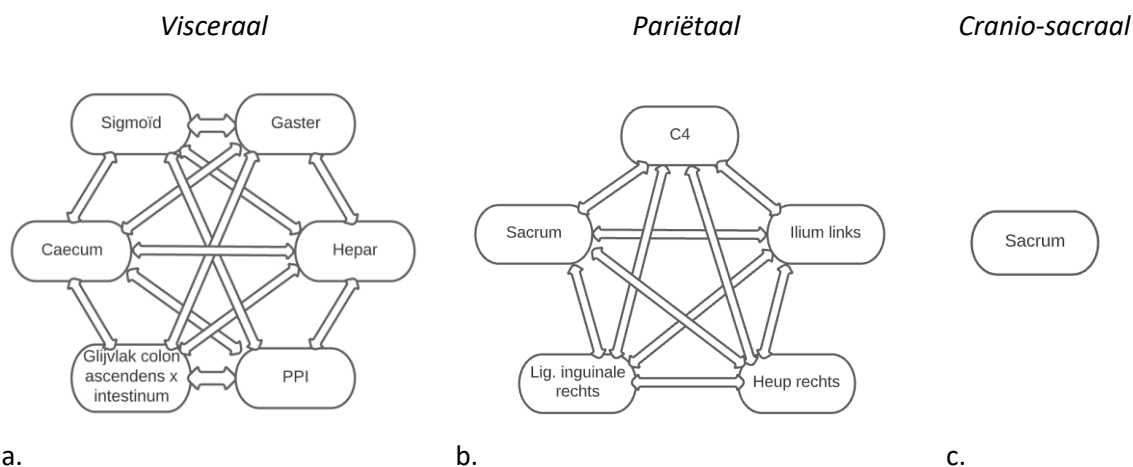 Visceraal
Pariëtaal
Cranio-sacraal
Sigmoïd
Gaster
Caecum
Hepar
Glijvlak colon
ascendens x
intestinum
PPI
C4
Sacrum
Ilium links
Lig. inguinale
rechts
Heup rechts
Sacrum
a.
b.
c.